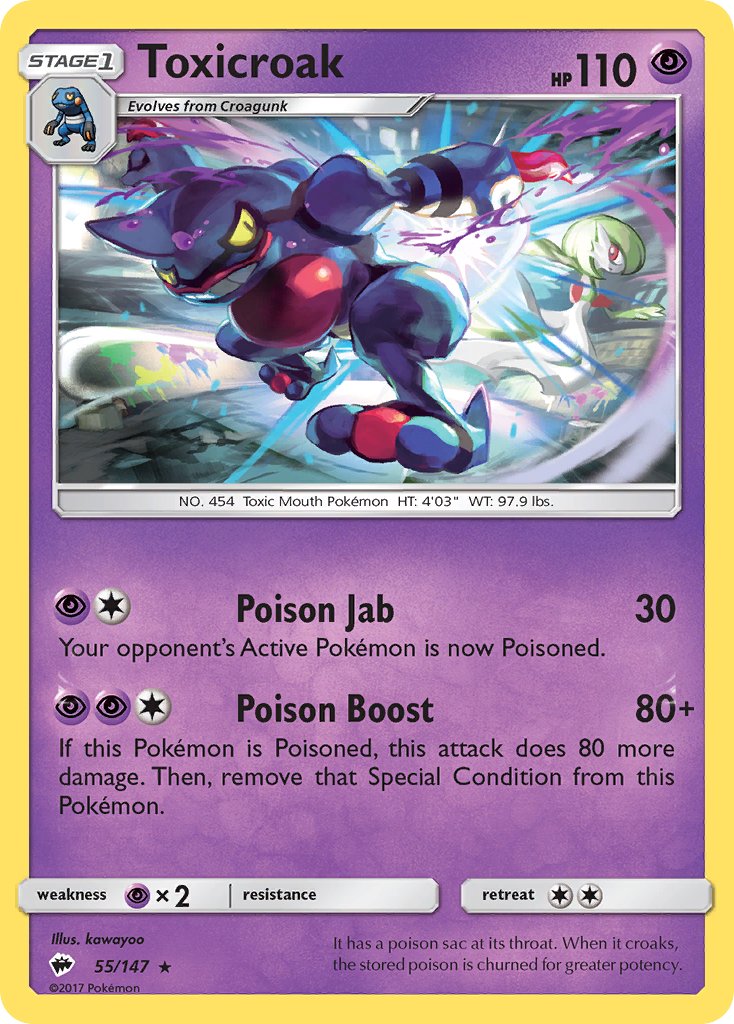 STAGE1
Toxicroak
HP 110
Evolves from Croagunk
NO. 454 Toxic Mouth Pokémon HT: 4'03" WT: 97.9 lbs.
Poison Jab 30
Your opponent's Active Pokémon is now Poisoned.
Poison Boost 80+
If this Pokémon is Poisoned, this attack does 80 more
damage. Then, remove that Special Condition from this
Pokémon.
weakness ×2 resistance retreat
Illus. kawayoo
It has a poison sac at its throat. When it croaks,
the stored poison is churned for greater potency.
55/147 ★
©2017 Pokémon